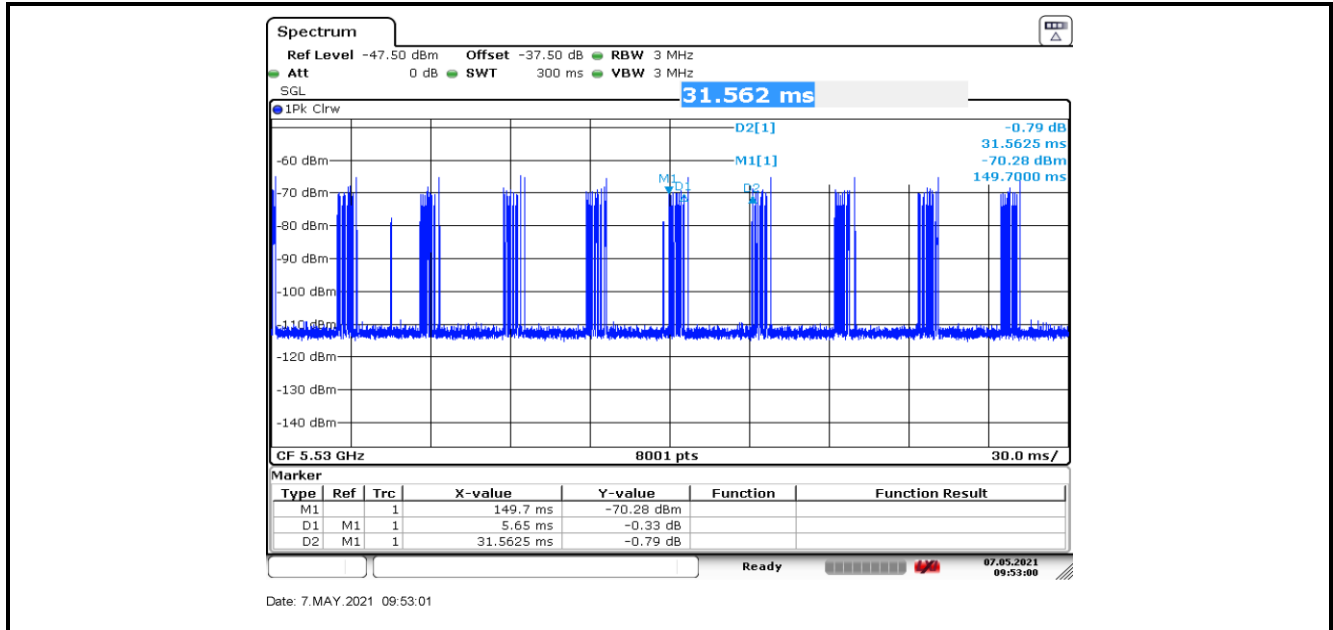 Spectrum
Ref Level -47.50 dBm Offset -37.50 dB RBW 3 MHz
Att 0 dB SWT 300 ms VBW 3 MHz
SGL
31.562 ms
1Pk Clrw
D2[1] -0.79 dB
31.5625 ms
-60 dBm
M1[1] -70.28 dBm
149.7000 ms
M1 D1 D2
-70 dBm
-80 dBm
-90 dBm
-100 dBm
-110 dBm
-120 dBm
-130 dBm
-140 dBm
CF 5.53 GHz 8001 pts 30.0 ms/
Marker
Type Ref Trc X-value Y-value Function Function Result
M1 1 149.7 ms -70.28 dBm
D1 M1 1 5.65 ms -0.33 dB
D2 M1 1 31.5625 ms -0.79 dB
Ready 07.05.2021
09:53:00
Date: 7.MAY.2021 09:53:01